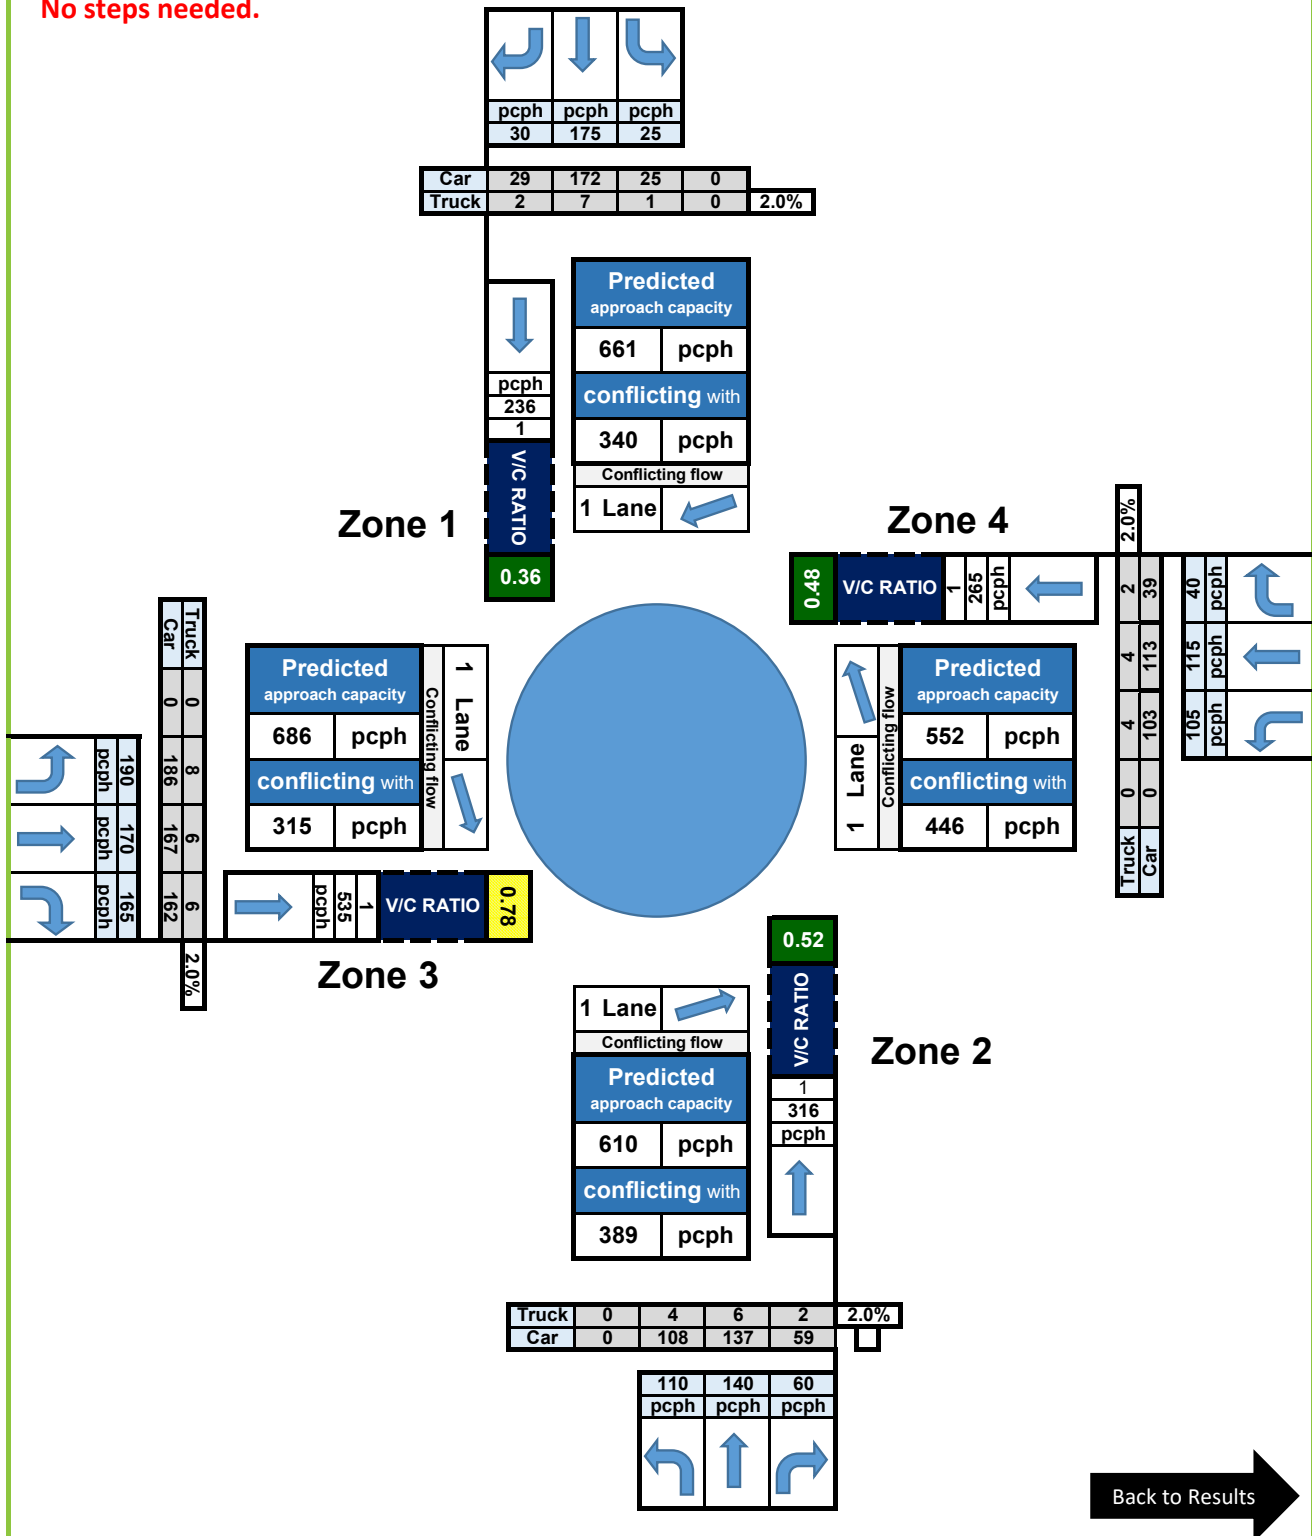 No steps needed.
pcph pcph pcph
30 175 25
Car 29 172 25 0
Truck 2 7 1 0 2.0%
Predicted
approach capacity
661 pcph
conflicting with
340 pcph
Conflicting flow
1 Lane
pcph
236
1
V/C RATIO
0.36
Zone 1
Zone 4
0.48 V/C RATIO 1 265 pcph
2.0%
2 39
4 113
4 103
0 0
Truck Car
40 pcph
115 pcph
105 pcph
Truck Car
0 0
8 186
6 167
6 162
2.0%
190 pcph
170 pcph
165 pcph
Predicted
approach capacity
686 pcph
conflicting with
315 pcph
Conflicting flow
1 Lane
Predicted
approach capacity
552 pcph
conflicting with
446 pcph
Conflicting flow
1 Lane
pcph 535 1 V/C RATIO 0.78
Zone 3
0.52
V/C RATIO
1
316
pcph
Zone 2
1 Lane
Conflicting flow
Predicted
approach capacity
610 pcph
conflicting with
389 pcph
Truck 0 4 6 2 2.0%
Car 0 108 137 59
110 140 60
pcph pcph pcph
Back to Results